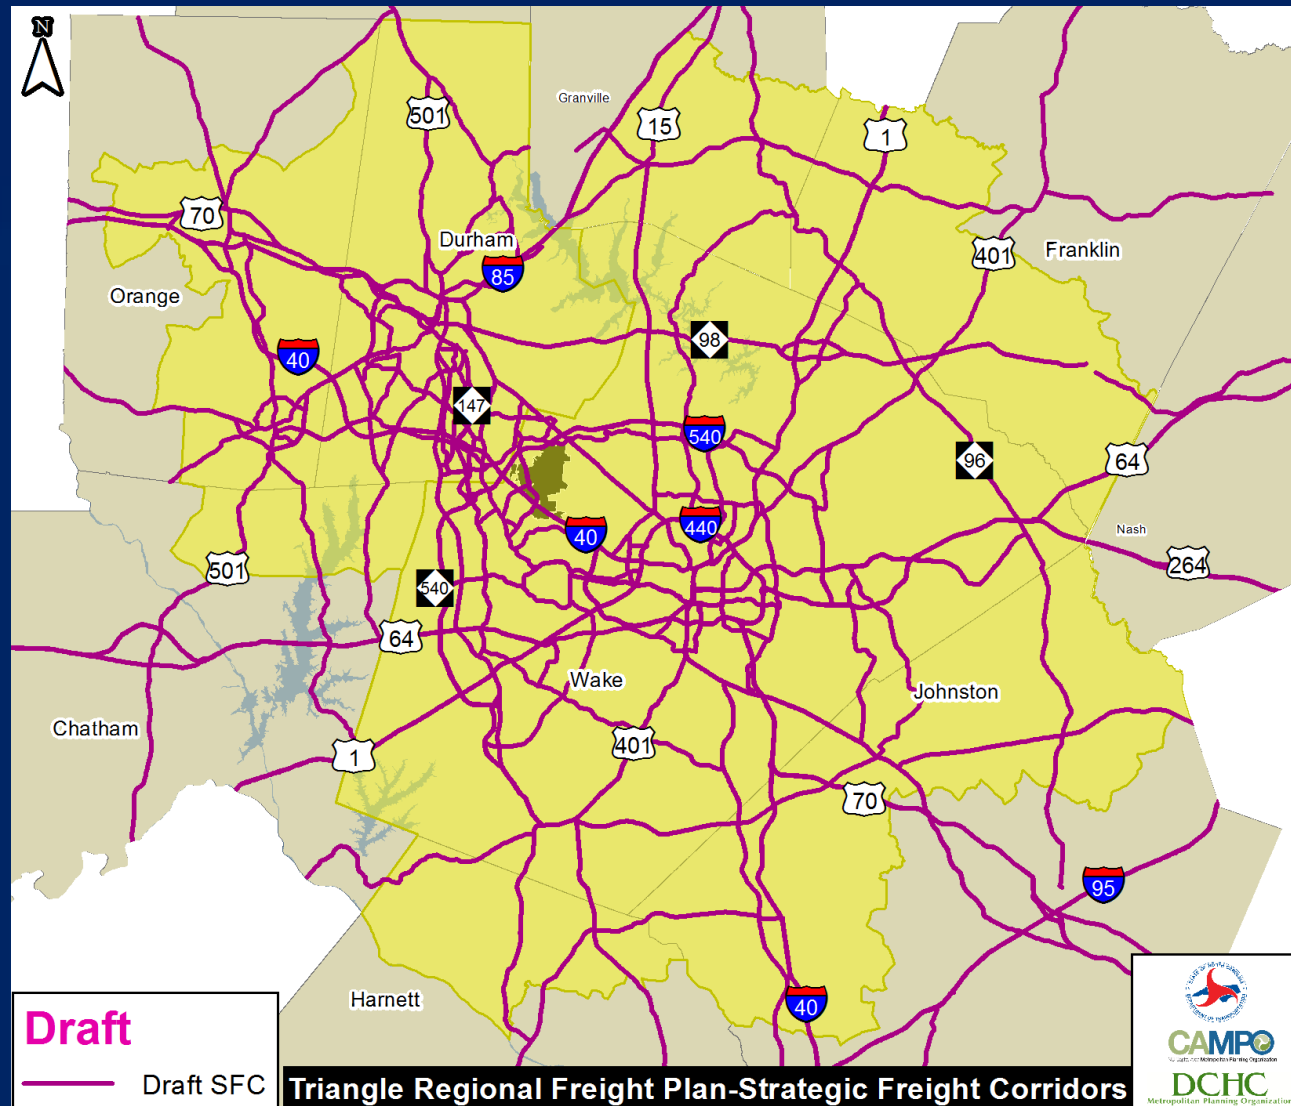 N
Granville
501
15
1
70
Durham
401
Franklin
85
Orange
98
40
147
540
96
64
440
40
Nash
264
501
540
64
Wake
Johnston
Chatham
401
1
70
95
Harnett
40
Draft
Draft SFC
Triangle Regional Freight Plan-Strategic Freight Corridors
CAMPO
DCHC
Metropolitan Planning Organization